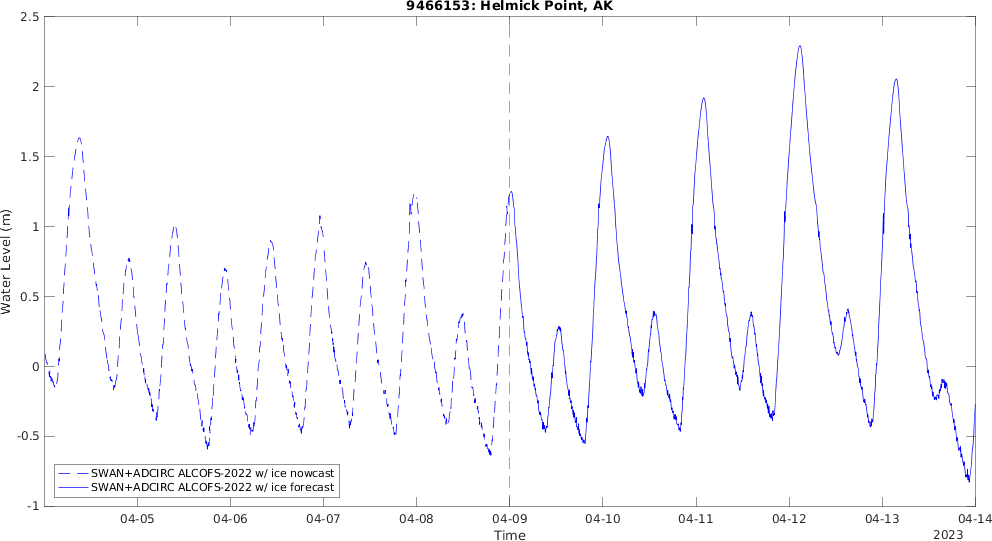 9466153: Helmick Point, AK
2.5
2
1.5
1
0.5
0
-0.5
-1
Water Level (m)
SWAN+ADCIRC ALCOFS-2022 w/ ice nowcast
SWAN+ADCIRC ALCOFS-2022 w/ ice forecast
04-05 04-06 04-07 04-08 04-09 04-10 04-11 04-12 04-13 04-14
Time
2023